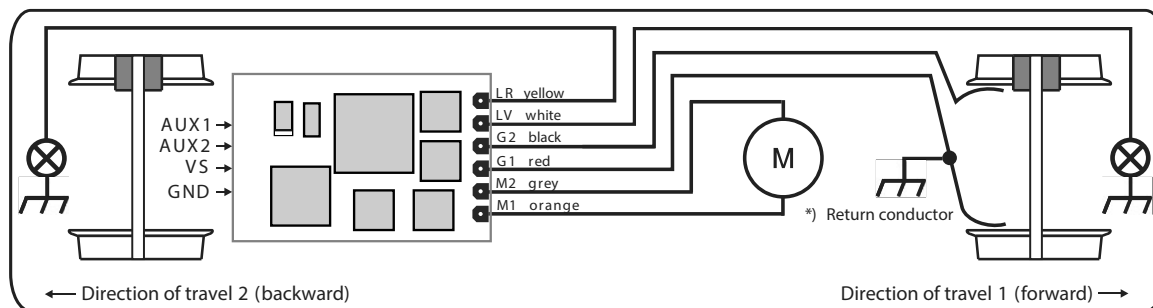 LR yellow
LV white
G2 black
G1 red
M2 grey
M1 orange
AUX1
AUX2
VS
GND
M
*) Return conductor
Direction of travel 2 (backward)
Direction of travel 1 (forward)